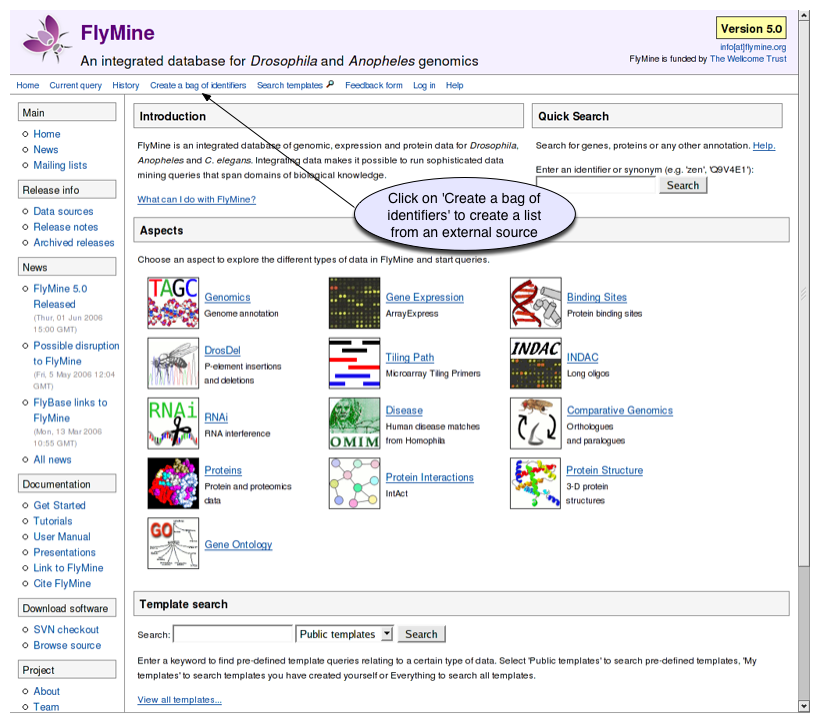 FlyMine
An integrated database for Drosophila and Anopheles genomics
Version 5.0
info[at]flymine.org
FlyMine is funded by The Wellcome Trust
Home Current query History Create a bag of identifiers Search templates Feedback form Log in Help
Main
Home
News
Mailing lists
Release info
Data sources
Release notes
Archived releases
News
FlyMine 5.0
Released
(Thur, 01 Jun 2006
15:00 GMT)
Possible disruption
to FlyMine
(Fri, 5 May 2006 12:04
GMT)
FlyBase links to
FlyMine
(Mon, 13 Mar 2006
10:55 GMT)
All news
Documentation
Get Started
Tutorials
User Manual
Presentations
Link to FlyMine
Cite FlyMine
Download software
SVN checkout
Browse source
Project
About
Team
Introduction
FlyMine is an integrated database of genomic, expression and protein data for Drosophila,
Anopheles and C. elegans. Integrating data makes it possible to run sophisticated data
mining queries that span domains of biological knowledge.
What can I do with FlyMine?
Quick Search
Search for genes, proteins or any other annotation. Help.
Enter an identifier or synonym (e.g. 'zen', 'Q9V4E1'):
Search
Click on 'Create a bag of
identifiers' to create a list
from an external source
Aspects
Choose an aspect to explore the different types of data in FlyMine and start queries.
TAGC
Genomics
Genome annotation
Gene Expression
ArrayExpress
Binding Sites
Protein binding sites
DrosDel
P-element insertions
and deletions
Tiling Path
Microarray Tiling Primers
INDAC
INDAC
Long oligos
RNAi
RNAi
RNA interference
OMIM
Disease
Human disease matches
from Homophila
Comparative Genomics
Orthologues
and paralogues
Proteins
Protein and proteomics
data
Protein Interactions
IntAct
Protein Structure
3-D protein
structures
GO
Gene Ontology
Template search
Search: Public templates Search
Enter a keyword to find pre-defined template queries relating to a certain type of data. Select 'Public templates' to search pre-defined templates, 'My
templates' to search templates you have created yourself or Everything to search all templates.
View all templates...